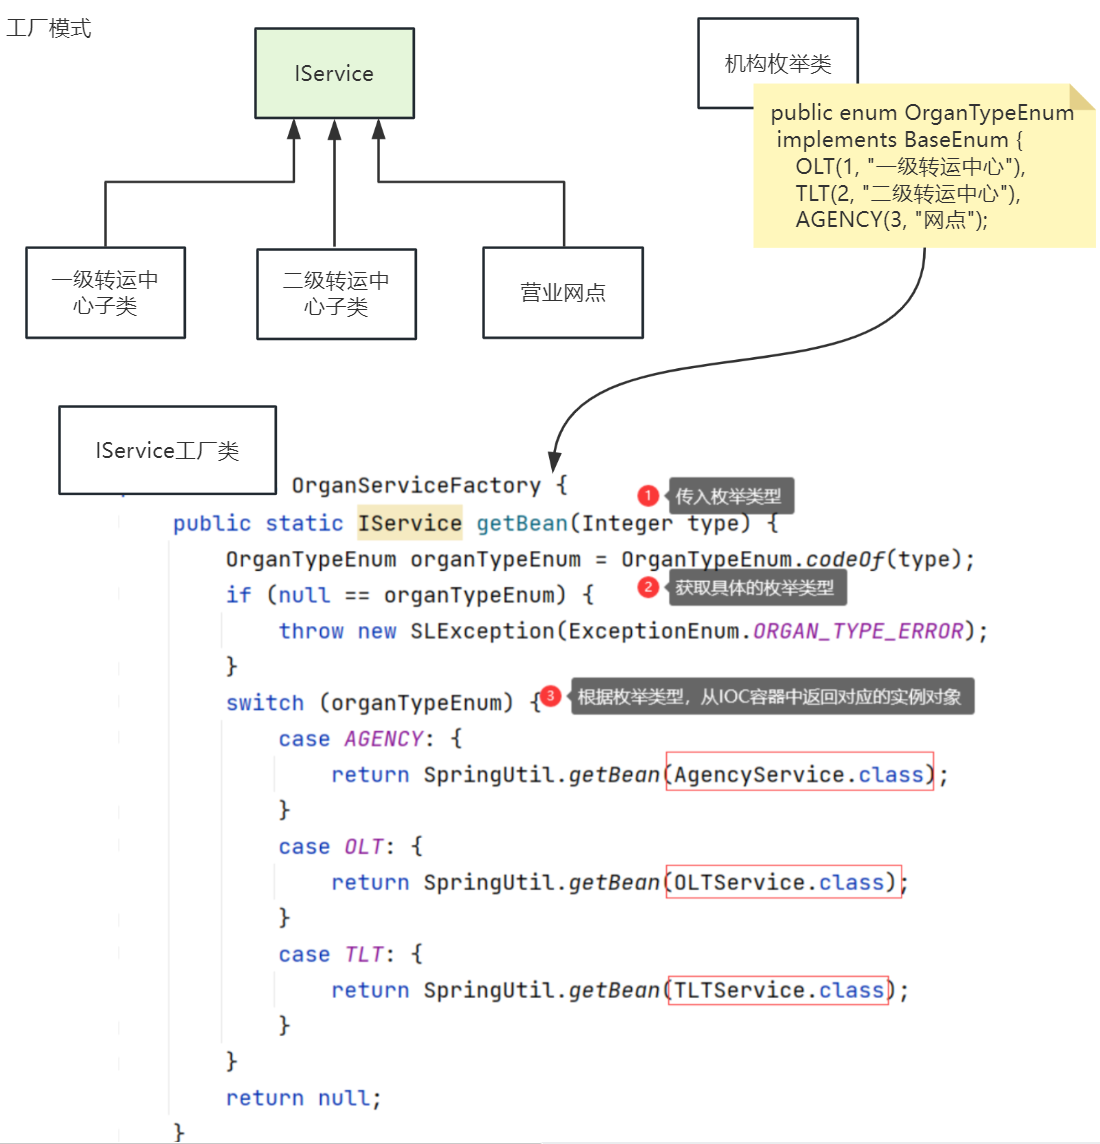 工厂模式
IService
机构枚举类
public enum OrganTypeEnum
implements BaseEnum {
OLT(1, "一级转运中心"),
TLT(2, "二级转运中心"),
AGENCY(3, "网点");
一级转运中
心子类
二级转运中
心子类
营业网点
IService工厂类
OrganServiceFactory {
1 传入枚举类型
public static IService getBean(Integer type) {
OrganTypeEnum organTypeEnum = OrganTypeEnum.codeOf(type);
2 获取具体的枚举类型
if (null == organTypeEnum) {
throw new SLException(ExceptionEnum.ORGAN_TYPE_ERROR);
}
switch (organTypeEnum) {
3 根据枚举类型，从IOC容器中返回对应的实例对象
case AGENCY: {
return SpringUtil.getBean(AgencyService.class);
}
case OLT: {
return SpringUtil.getBean(OLTService.class);
}
case TLT: {
return SpringUtil.getBean(TLTService.class);
}
}
return null;
}